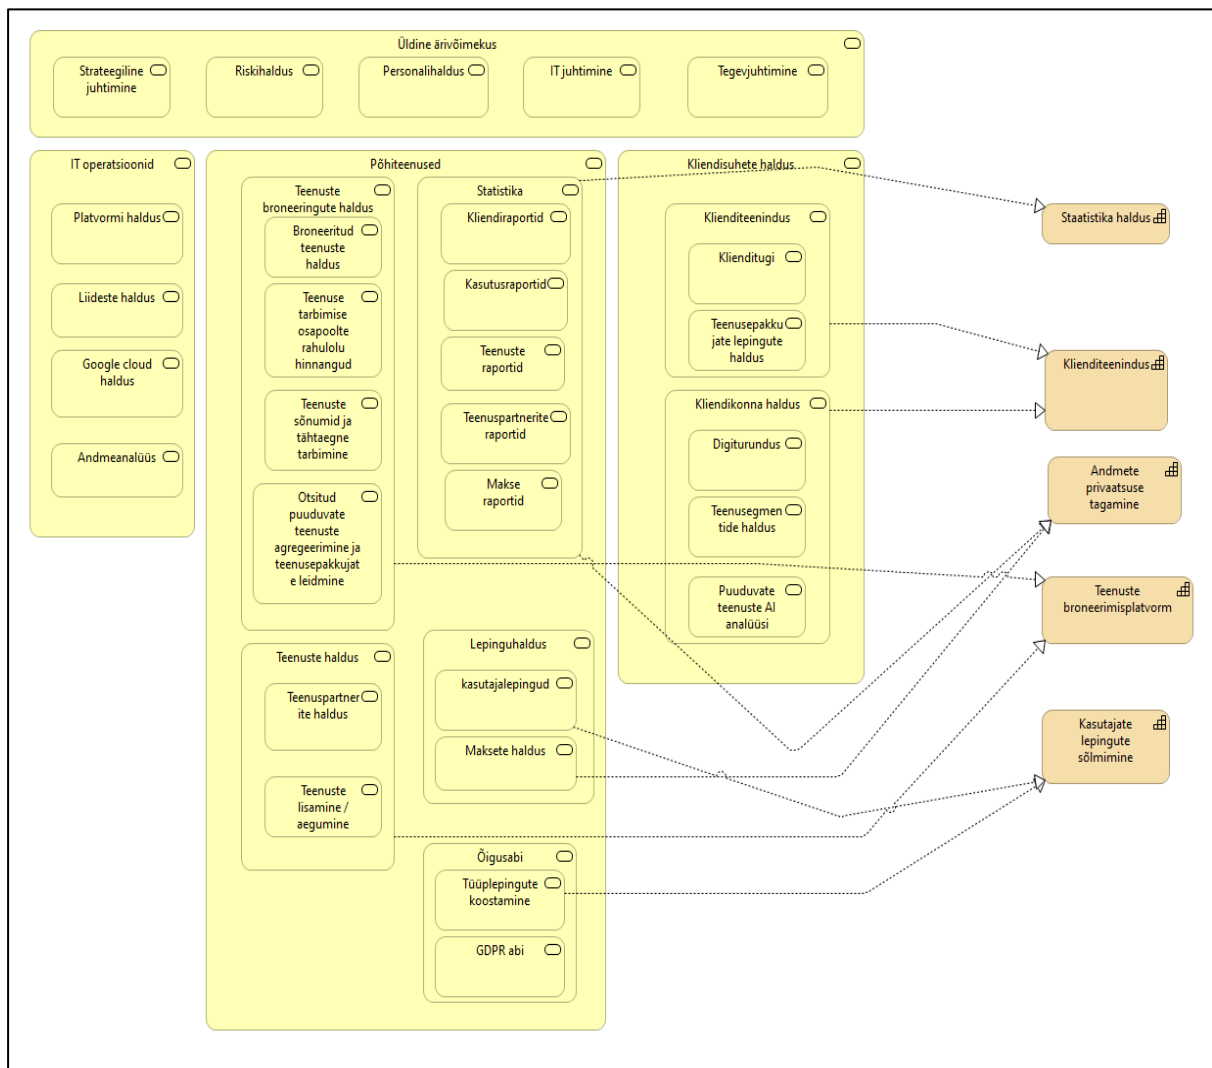 Üldine ärivõimekus
Strateegiline
juhtimine
Riskihaldus
Personalihaldus
IT juhtimine
Tegevjuhtimine
IT operatsioonid
Platvormi haldus
Liideste haldus
Google cloud
haldus
Andmeanalüüs
Põhiteenused
Teenuste
broneeringute haldus
Broneeritud
teenuste
haldus
Teenuse
tarbimise
osapoolte
rahulolu
hinnangud
Teenuste
sõnumid ja
tähtaegne
tarbimine
Otsitud
puuduvate
teenuste
agregeerimine ja
teenusepakkujat
e leidmine
Statistika
Kliendiraportid
Kasutusraportid
Teenuste
raportid
Teenuspartnerite
raportid
Makse
raportid
Teenuste haldus
Teenuspartner
ite haldus
Teenuste
lisamine /
aegumine
Lepinguhaldus
kasutajalepingud
Maksete haldus
Õigusabi
Tüüplepingute
koostamine
GDPR abi
Kliendisuhete haldus
Klienditeenindus
Klienditugi
Teenusepakku
jate lepingute
haldus
Kliendikonna haldus
Digiturundus
Teenusegmen
tide haldus
Puuduvate
teenuste AI
analüüsi
Staatistika haldus
Klienditeenindus
Andmete
privaatsuse
tagamine
Teenuste
broneerimisplatvorm
Kasutajate
lepingute
sõlmimine